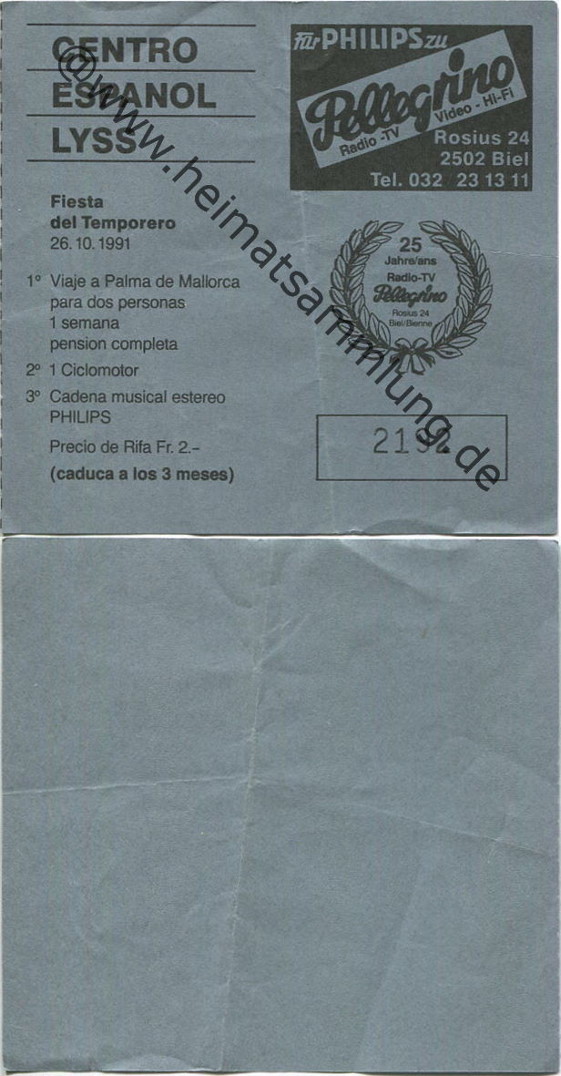 CENTRO
ESPANOL
LYSS
Fiesta
del Temporero
26.10.1991
1º Viaje a Palma de Mallorca
para dos personas
1 semana
pension completa
2º 1 Ciclomotor
3º Cadena musical estereo
PHILIPS
Precio de Rifa Fr. 2.–
(caduca a los 3 meses)
für PHILIPS zu
Pellegrino
Radio-TV Video-Hi-Fi
Rosius 24
2502 Biel
Tel. 032 23 13 11
25
Jahre/ans
Radio-TV
Pellegrino
Rosius 24
Biel/Bienne
219
@www.heimatsammlung.de